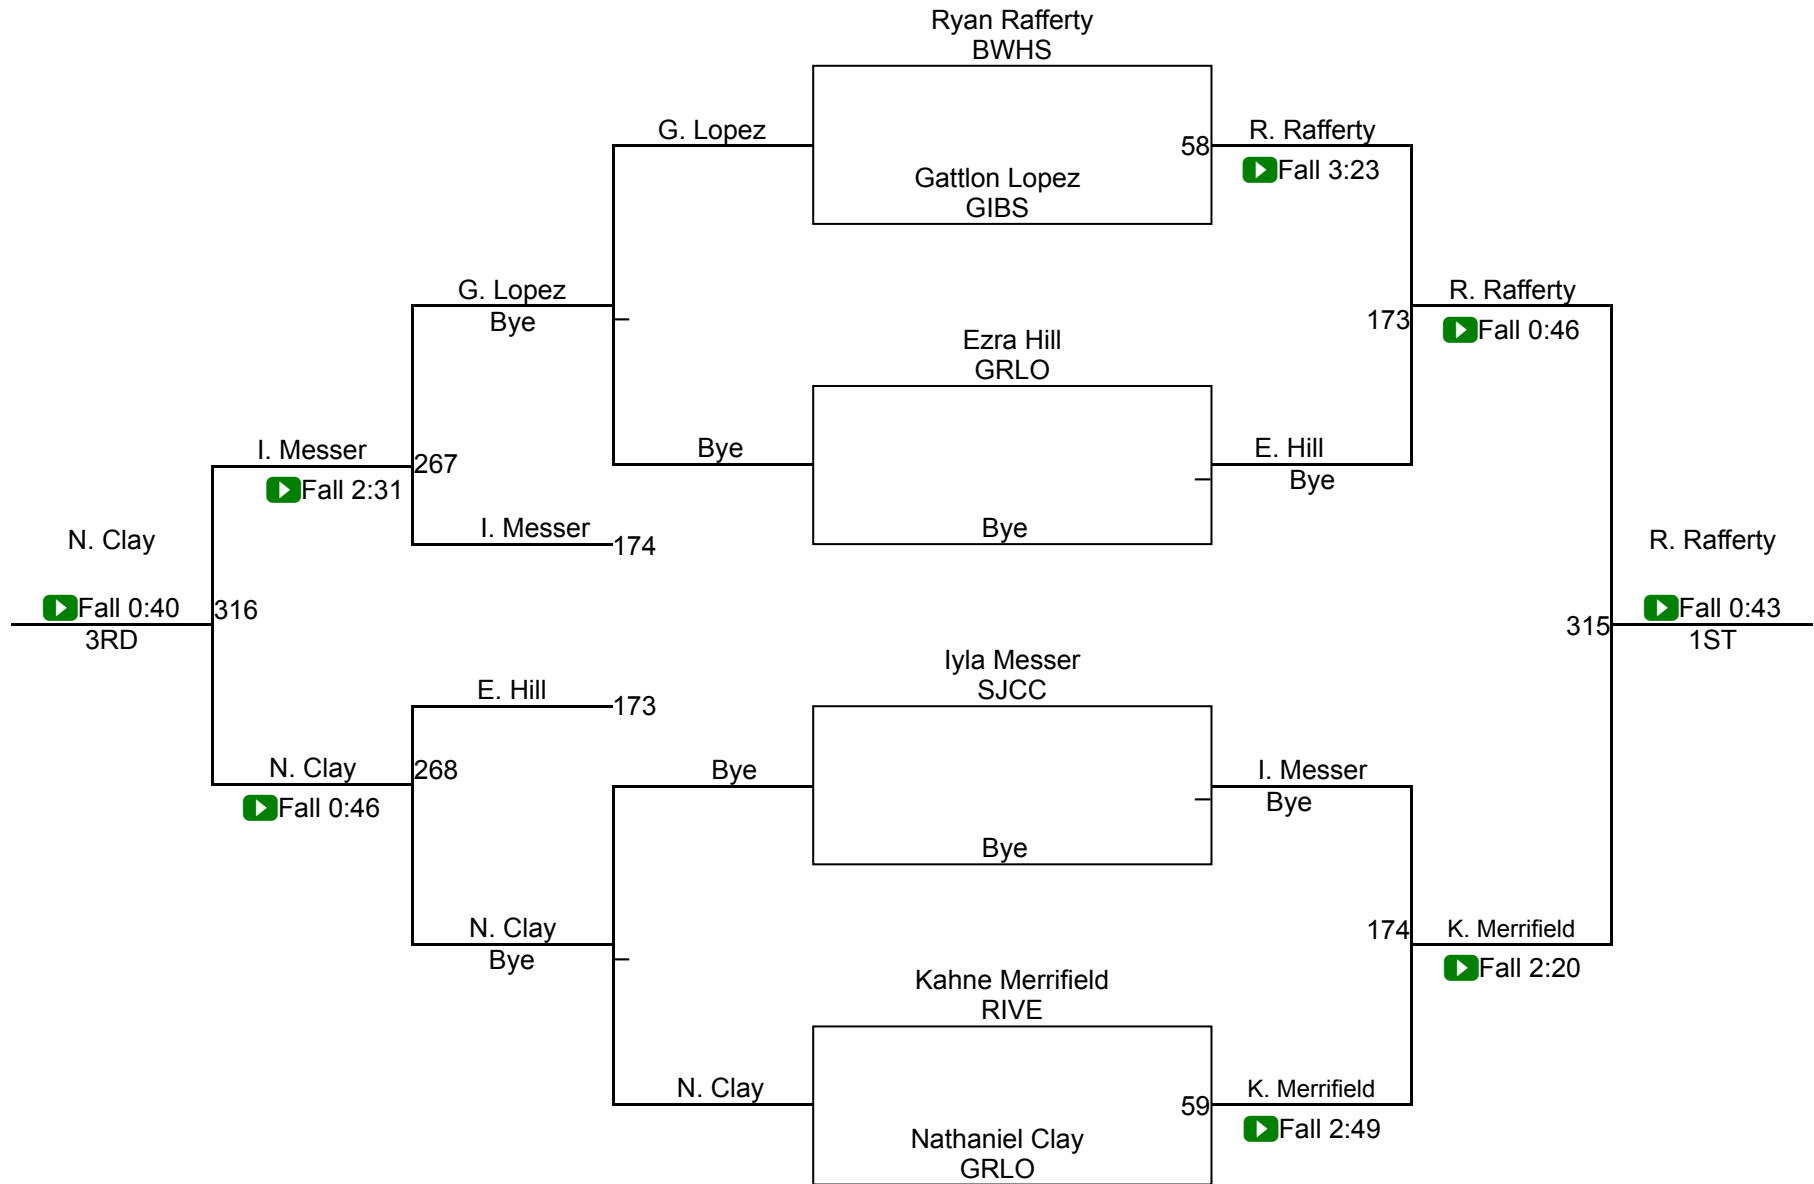 Ryan Rafferty
BWHS
G. Lopez
58
R. Rafferty
Fall 3:23
Gattlon Lopez
GIBS
G. Lopez
Bye
173
R. Rafferty
Fall 0:46
Ezra Hill
GRLO
I. Messer
267
Fall 2:31
Bye
E. Hill
Bye
I. Messer
174
Bye
N. Clay
Fall 0:40
3RD
316
R. Rafferty
315
Fall 0:43
1ST
E. Hill
173
Iyla Messer
SJCC
N. Clay
268
Fall 0:46
Bye
I. Messer
Bye
Bye
N. Clay
Bye
174
K. Merrifield
Fall 2:20
Kahne Merrifield
RIVE
N. Clay
59
K. Merrifield
Fall 2:49
Nathaniel Clay
GRLO